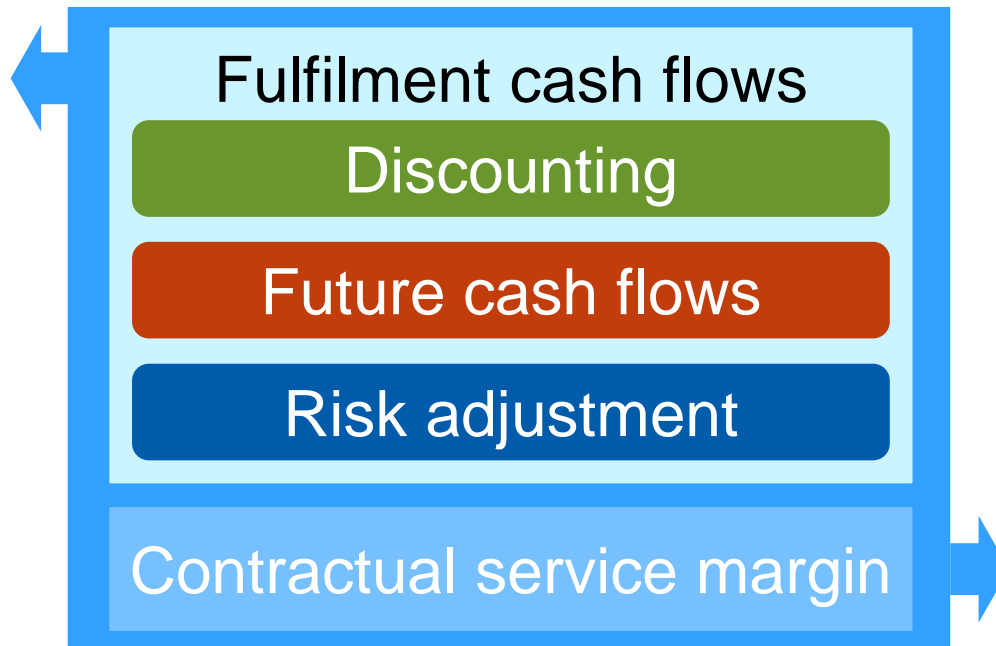 Fulfilment cash flows
Discounting
Future cash flows
Risk adjustment
Contractual service margin